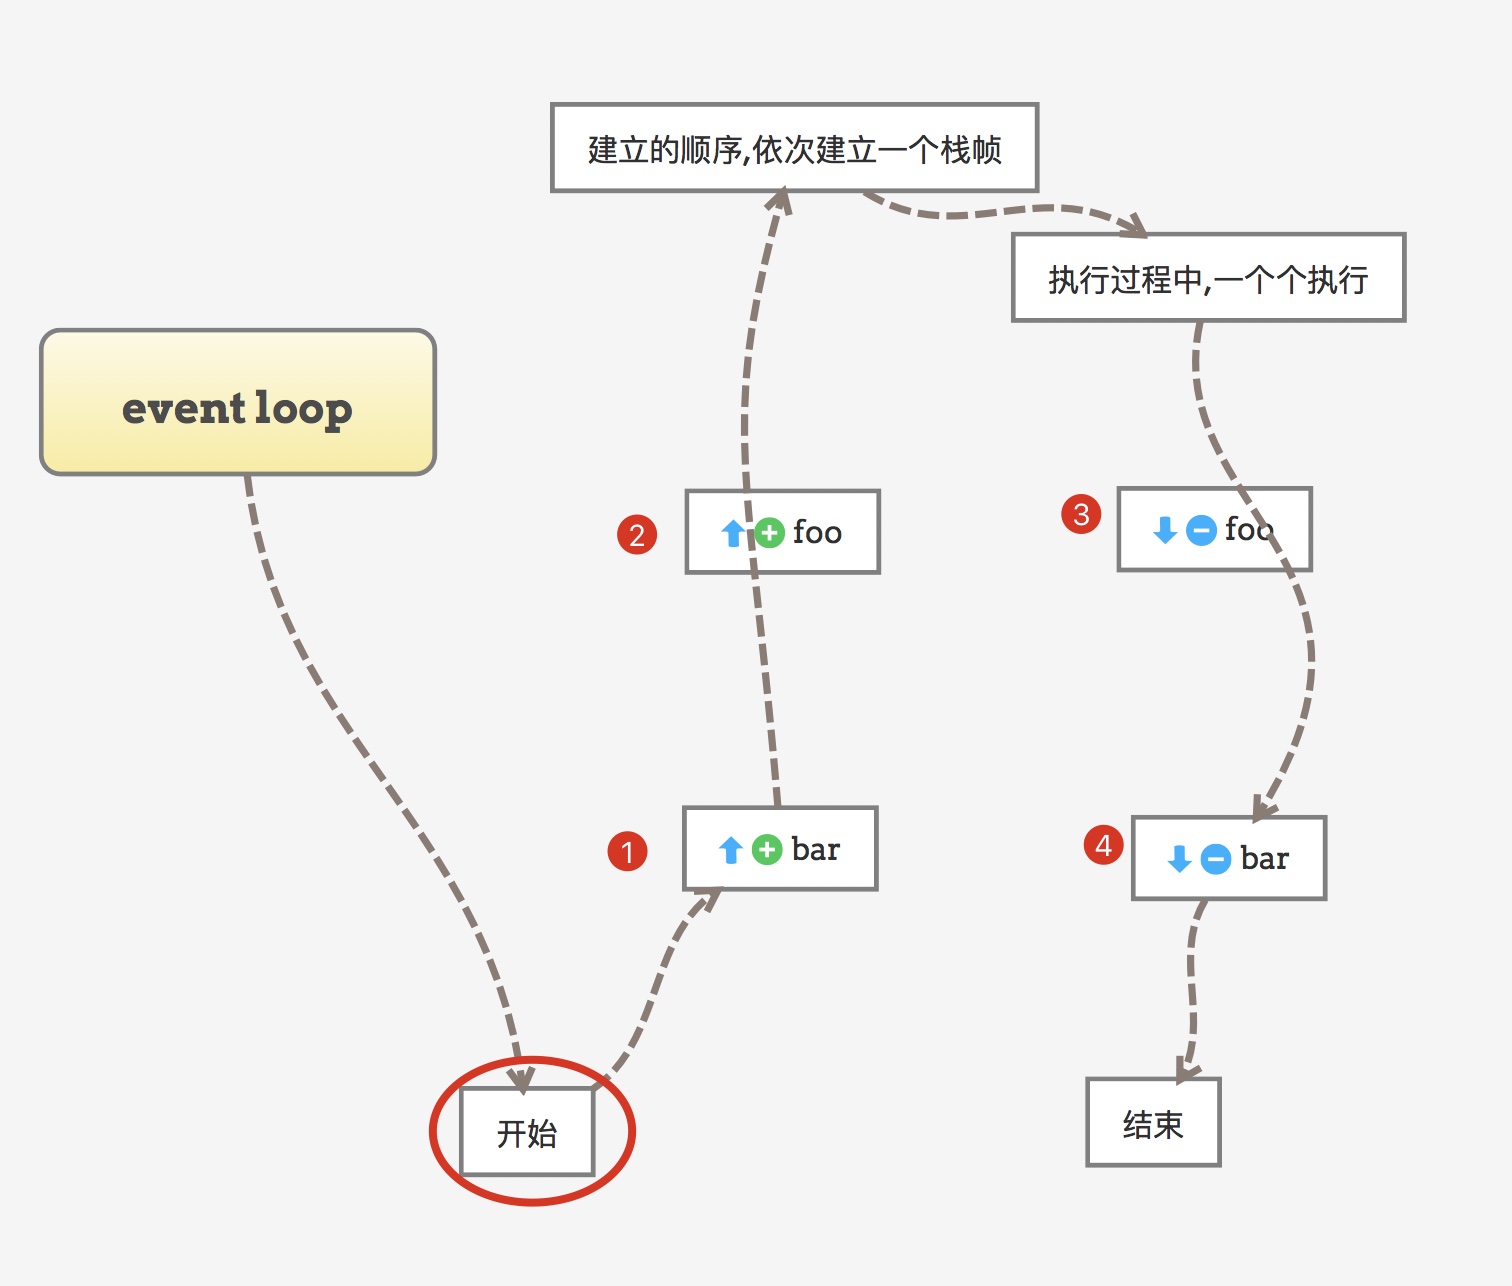 建立的顺序,依次建立一个栈帧
执行过程中,一个个执行
event loop
2
foo
3
foo
1
bar
4
bar
开始
结束